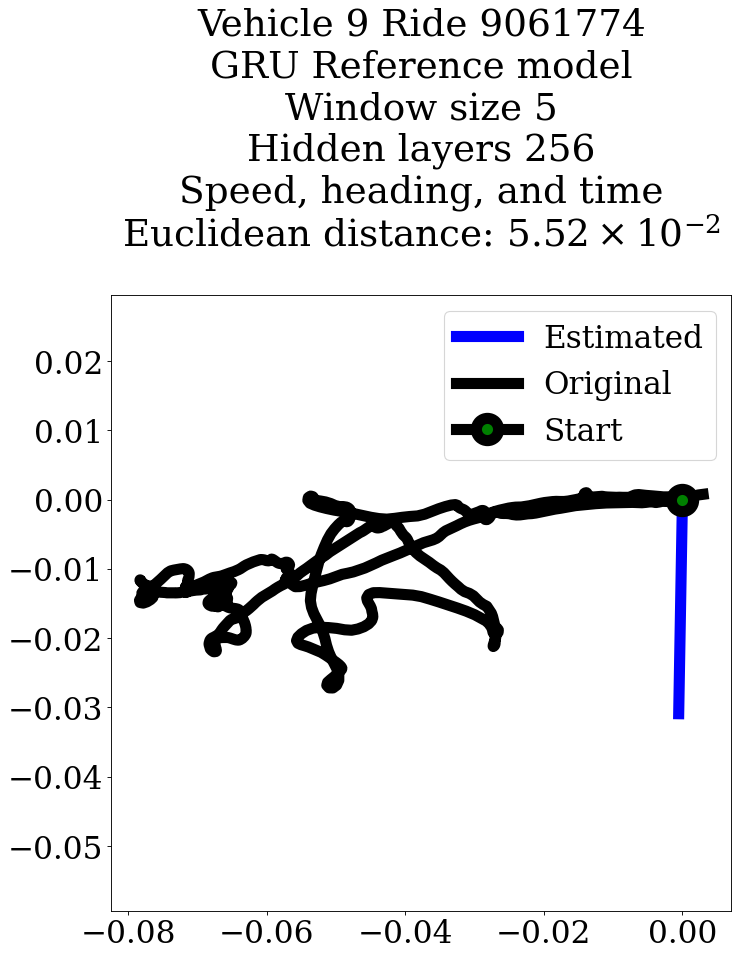 Vehicle 9 Ride 9061774
GRU Reference model
Window size 5
Hidden layers 256
Speed, heading, and time
Euclidean distance: 5.52 × 10⁻²
Estimated
Original
Start
0.02
0.01
0.00
−0.01
−0.02
−0.03
−0.04
−0.05
−0.08 −0.06 −0.04 −0.02 0.00